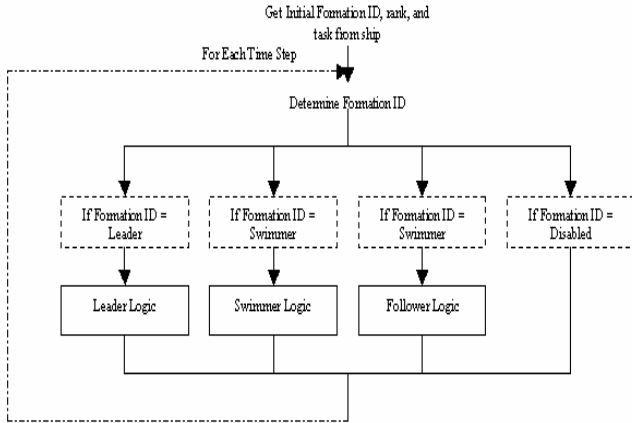 Get Initial Formation ID, rank, and
task from ship
For Each Time Step
Determine Formation ID
If Formation ID =
Leader
If Formation ID =
Swimmer
If Formation ID =
Swimmer
If Formation ID =
Disabled
Leader Logic
Swimmer Logic
Follower Logic